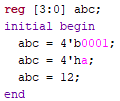 reg [3:0] abc;
initial begin
abc = 4'b0001;
abc = 4'ha;
abc = 12;
end